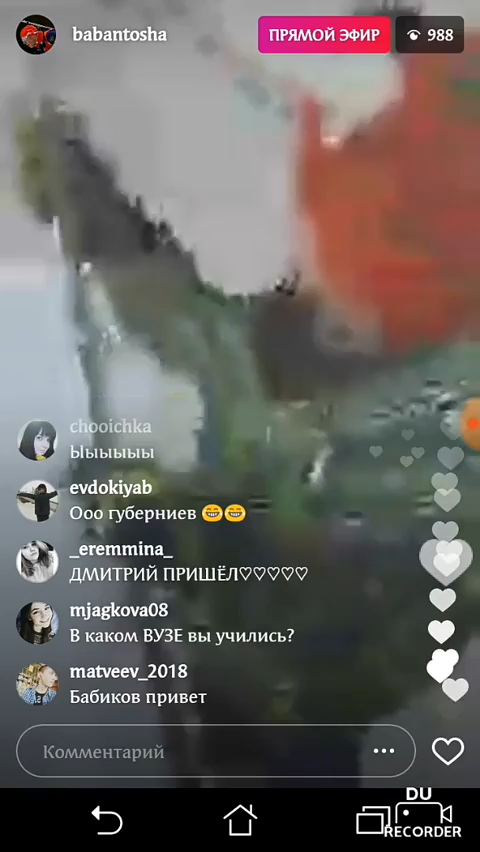 babantosha
ПРЯМОЙ ЭФИР
988
chooichka
Ыыыыыы
evdokiyab
Ооо губерниев 😂😂
_eremmina_
ДМИТРИЙ ПРИШЁЛ♡♡♡♡♡
mjagkova08
В каком ВУЗЕ вы учились?
matveev_2018
Бабиков привет
Комментарий
DU
RECORDER